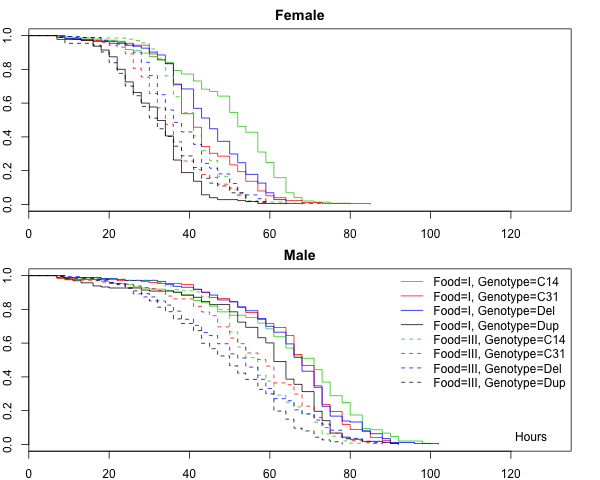 Female
1.0
0.8
0.6
0.4
0.2
0.0
0 20 40 60 80 100 120
Male
1.0
0.8
0.6
0.4
0.2
0.0
Food=I, Genotype=C14
Food=I, Genotype=C31
Food=I, Genotype=Del
Food=I, Genotype=Dup
Food=III, Genotype=C14
Food=III, Genotype=C31
Food=III, Genotype=Del
Food=III, Genotype=Dup
Hours
0 20 40 60 80 100 120